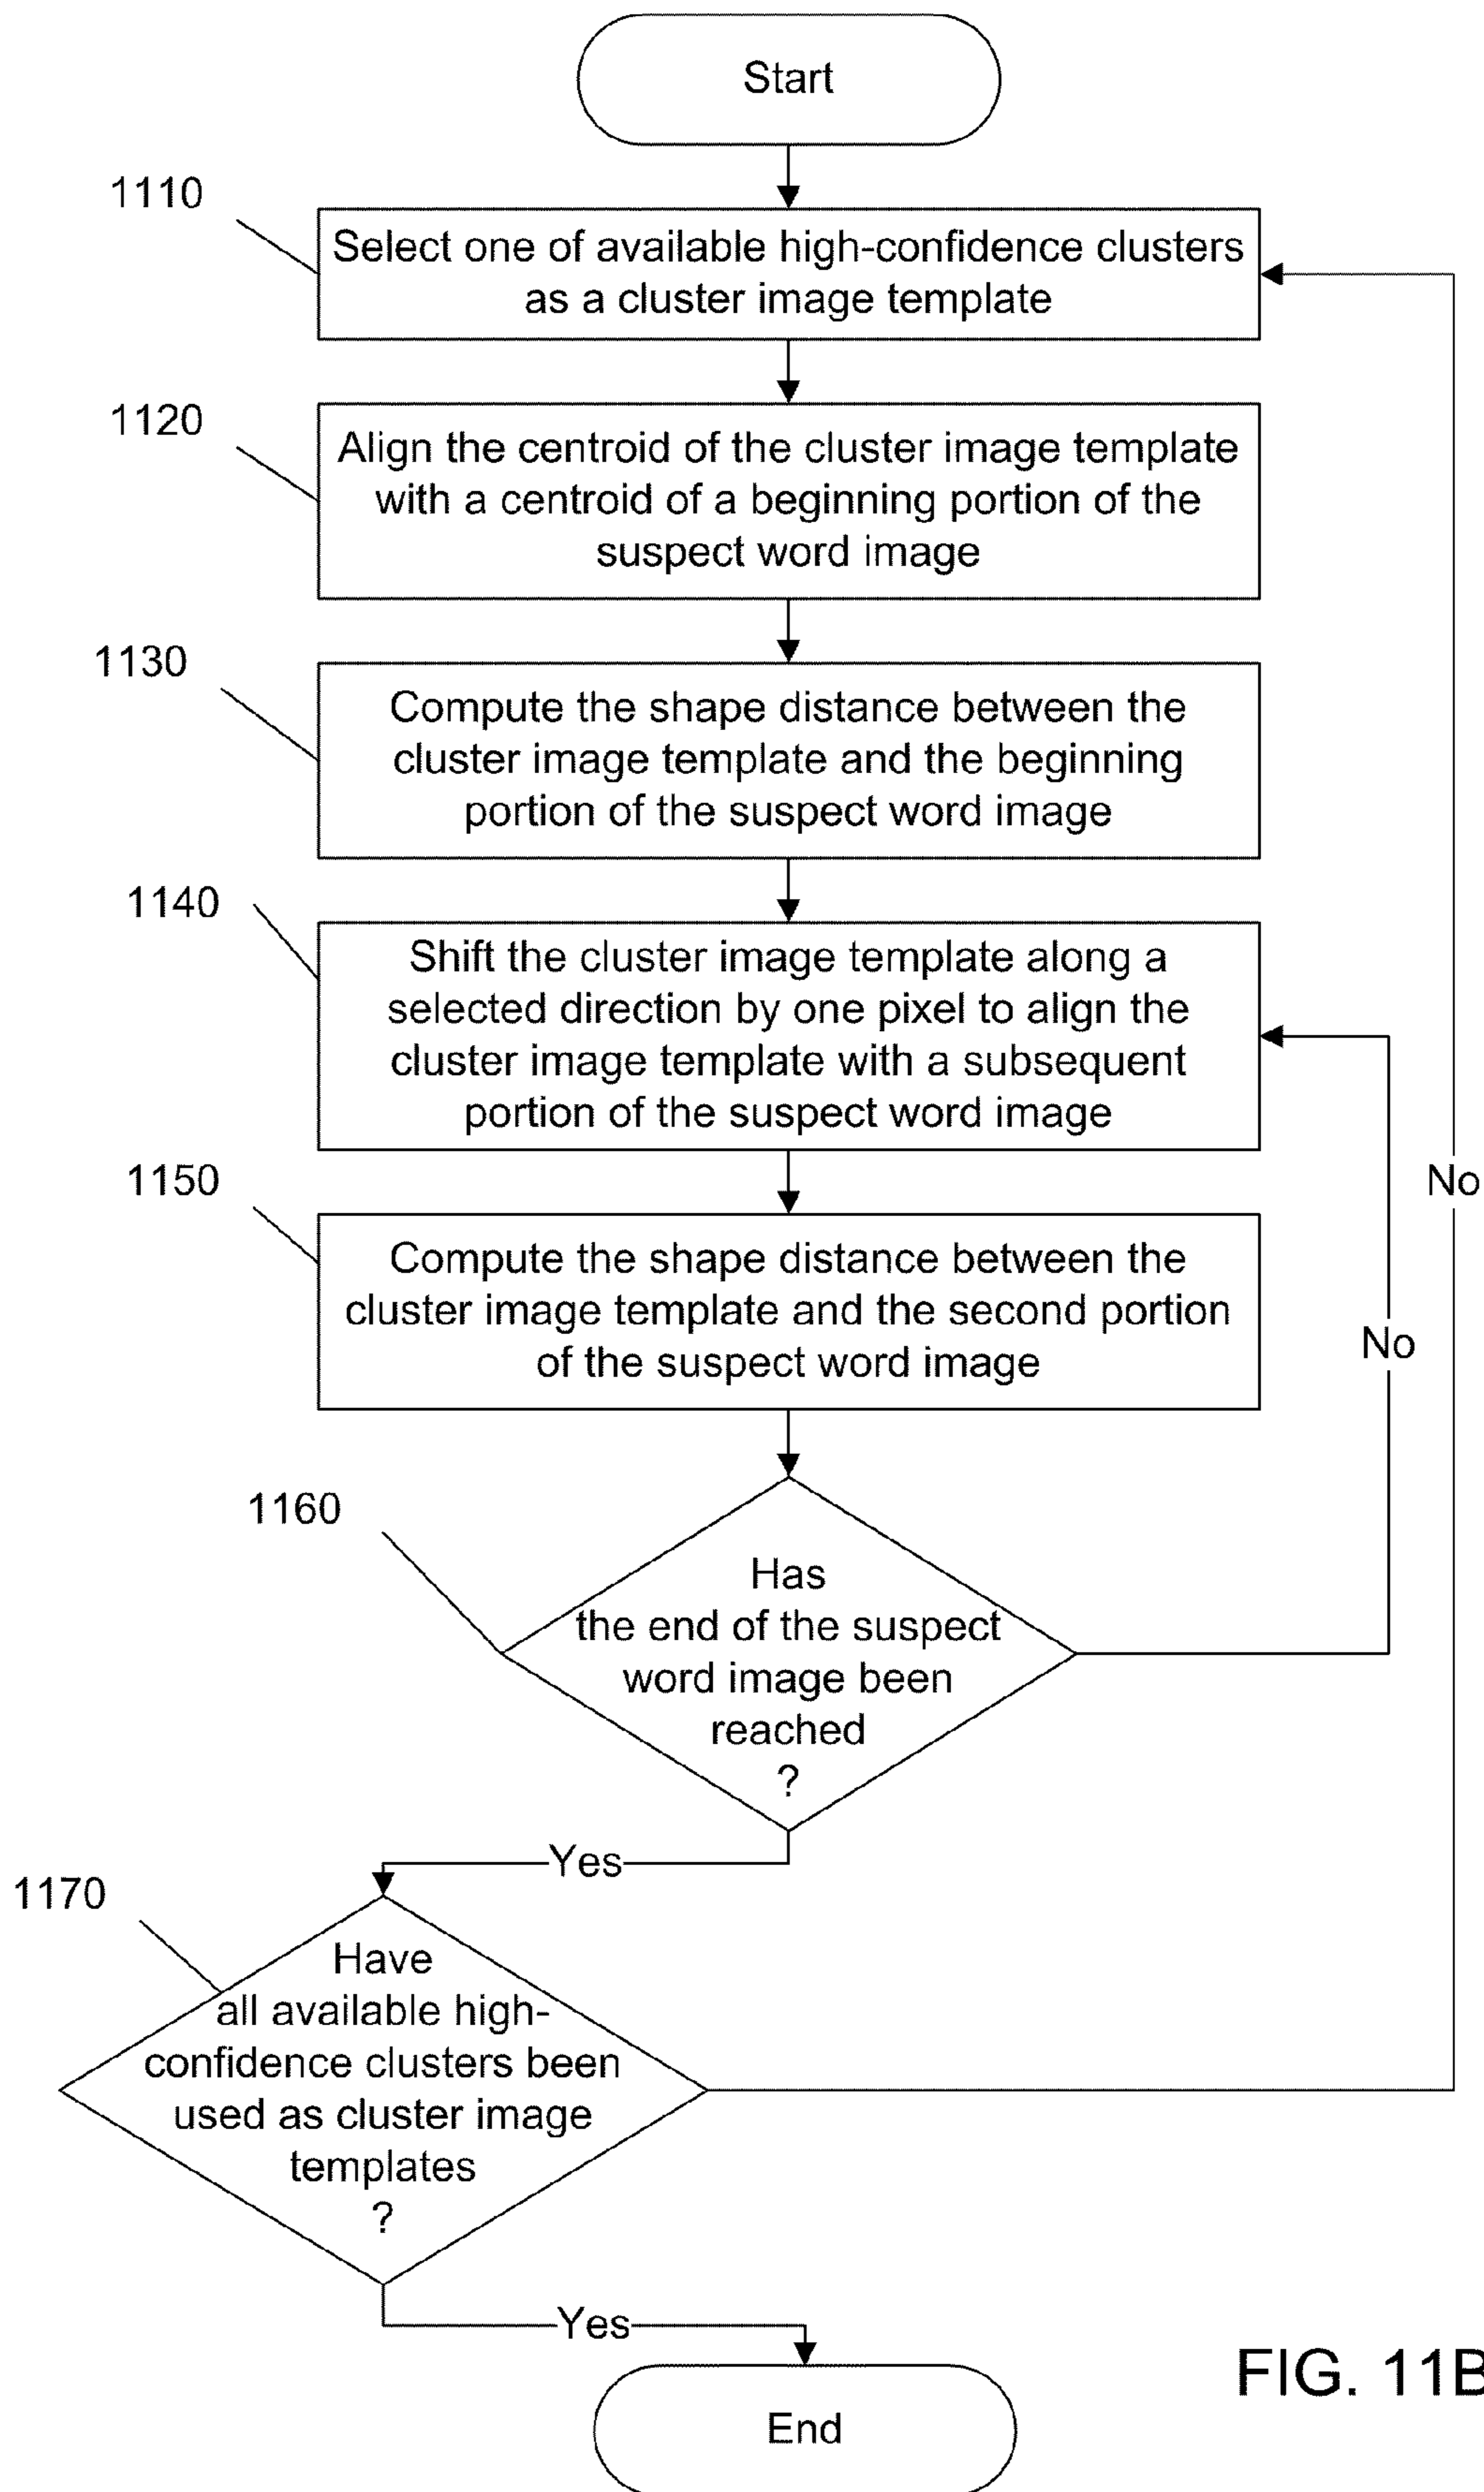 Start
1110
Select one of available high-confidence clusters
as a cluster image template
1120
Align the centroid of the cluster image template
with a centroid of a beginning portion of the
suspect word image
1130
Compute the shape distance between the
cluster image template and the beginning
portion of the suspect word image
1140
Shift the cluster image template along a
selected direction by one pixel to align the
cluster image template with a subsequent
portion of the suspect word image
1150
No
Compute the shape distance between the
cluster image template and the second portion
of the suspect word image
No
1160
Has
the end of the suspect
word image been
reached
?
Yes
1170
Have
all available high-
confidence clusters been
used as cluster image
templates
?
Yes
End
FIG. 11B